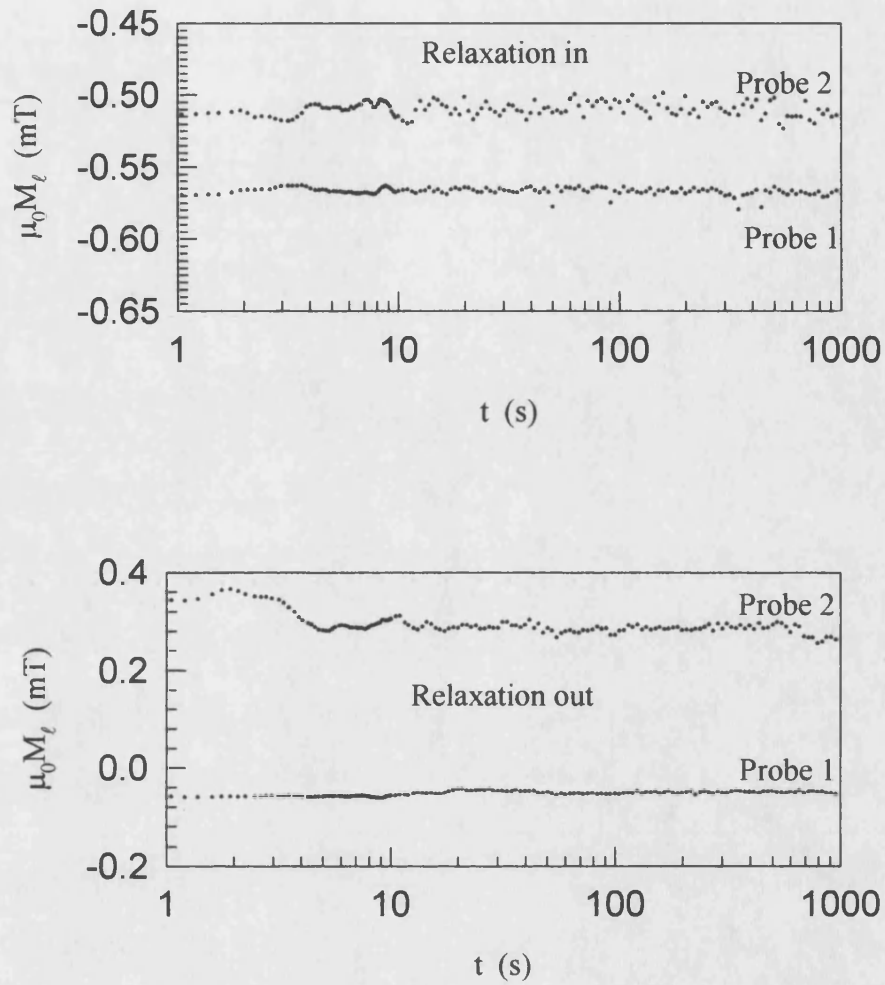 -0.45
Relaxation in
Probe 2
-0.50
-0.55
-0.60
Probe 1
-0.65
μ₀Mℓ (mT)
1
10
100
1000
t (s)
0.4
Probe 2
0.2
Relaxation out
0.0
Probe 1
-0.2
μ₀Mℓ (mT)
1
10
100
1000
t (s)